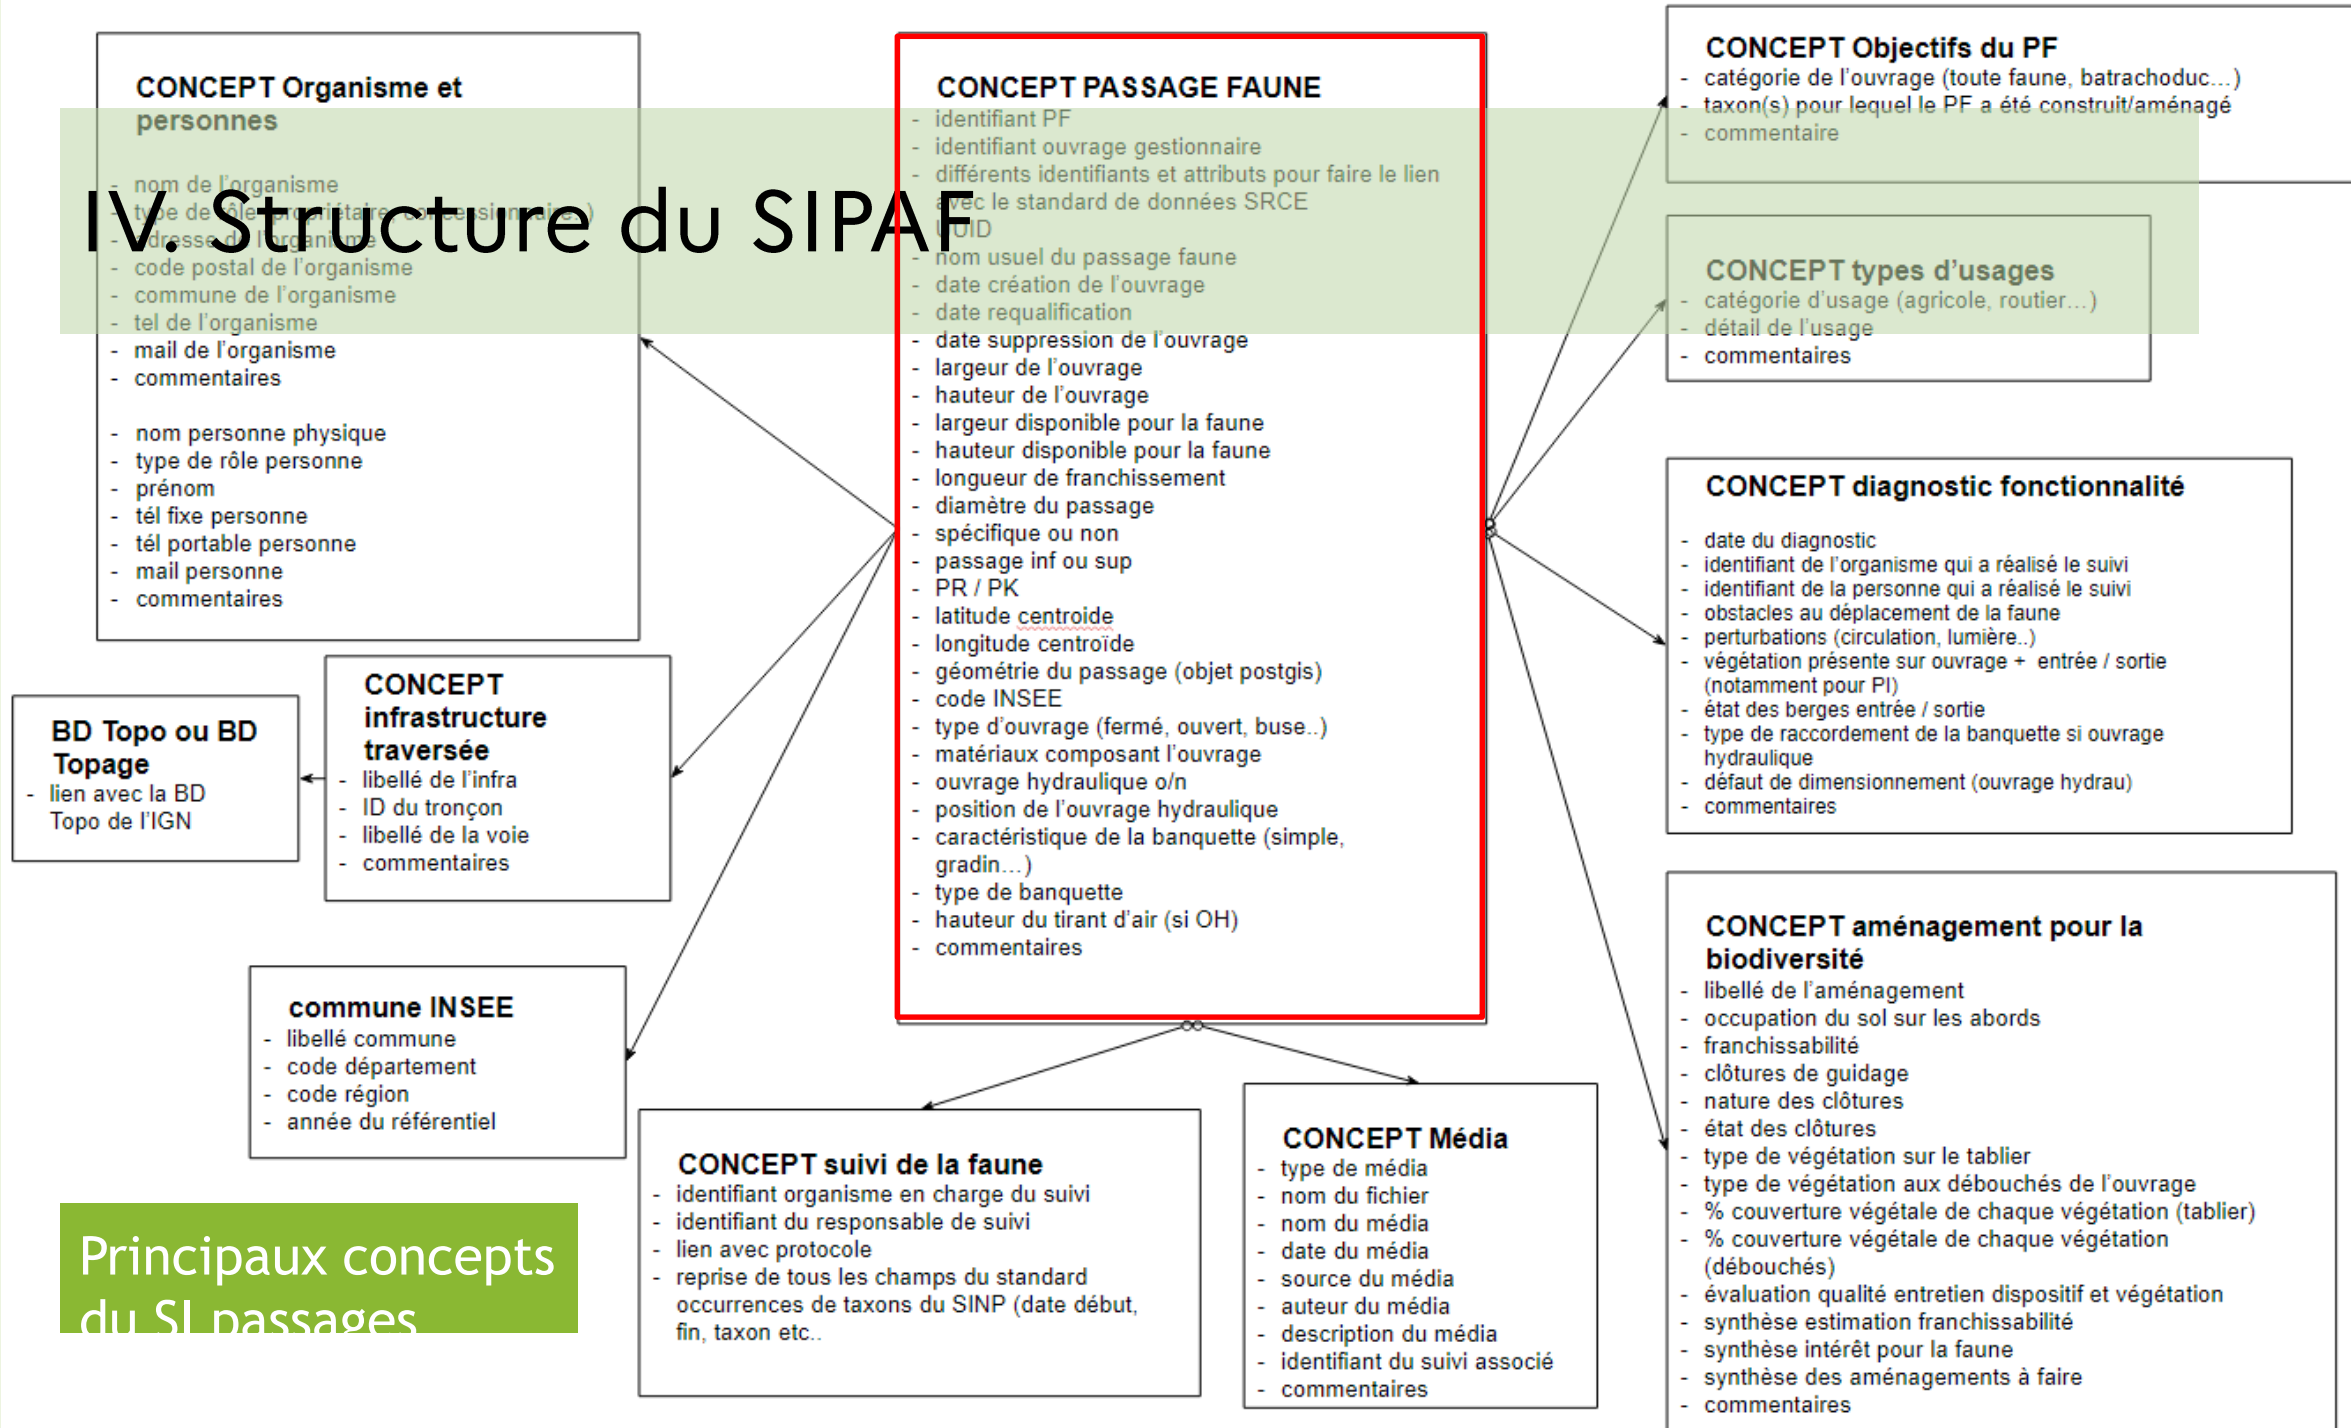 IV. Structure du SIPAF
CONCEPT Organisme et
personnes
- nom de l'organisme
- type de rôle (propriétaire, concessionnaire..)
- adresse de l'organisme
- code postal de l'organisme
- commune de l'organisme
- tel de l'organisme
- mail de l'organisme
- commentaires
- nom personne physique
- type de rôle personne
- prénom
- tél fixe personne
- tél portable personne
- mail personne
- commentaires
CONCEPT PASSAGE FAUNE
- identifiant PF
- identifiant ouvrage gestionnaire
- différents identifiants et attributs pour faire le lien
avec le standard de données SRCE
UUID
- nom usuel du passage faune
- date création de l'ouvrage
- date requalification
- date suppression de l'ouvrage
- largeur de l'ouvrage
- hauteur de l'ouvrage
- largeur disponible pour la faune
- hauteur disponible pour la faune
- longueur de franchissement
- diamètre du passage
- spécifique ou non
- passage inf ou sup
- PR / PK
- latitude centroide
- longitude centroïde
- géométrie du passage (objet postgis)
- code INSEE
- type d'ouvrage (fermé, ouvert, buse..)
- matériaux composant l'ouvrage
- ouvrage hydraulique o/n
- position de l'ouvrage hydraulique
- caractéristique de la banquette (simple,
gradin...)
- type de banquette
- hauteur du tirant d'air (si OH)
- commentaires
CONCEPT Objectifs du PF
- catégorie de l'ouvrage (toute faune, batrachoduc...)
- taxon(s) pour lequel le PF a été construit/aménagé
- commentaire
CONCEPT types d'usages
- catégorie d'usage (agricole, routier...)
- détail de l'usage
- commentaires
CONCEPT diagnostic fonctionnalité
- date du diagnostic
- identifiant de l'organisme qui a réalisé le suivi
- identifiant de la personne qui a réalisé le suivi
- obstacles au déplacement de la faune
- perturbations (circulation, lumière..)
- végétation présente sur ouvrage + entrée / sortie
(notamment pour PI)
- état des berges entrée / sortie
- type de raccordement de la banquette si ouvrage
hydraulique
- défaut de dimensionnement (ouvrage hydrau)
- commentaires
BD Topo ou BD
Topage
- lien avec la BD
Topo de l'IGN
CONCEPT
infrastructure
traversée
- libellé de l'infra
- ID du tronçon
- libellé de la voie
- commentaires
commune INSEE
- libellé commune
- code département
- code région
- année du référentiel
CONCEPT suivi de la faune
- identifiant organisme en charge du suivi
- identifiant du responsable de suivi
- lien avec protocole
- reprise de tous les champs du standard
occurrences de taxons du SINP (date début,
fin, taxon etc..
CONCEPT Média
- type de média
- nom du fichier
- nom du média
- date du média
- source du média
- auteur du média
- description du média
- identifiant du suivi associé
- commentaires
CONCEPT aménagement pour la
biodiversité
- libellé de l'aménagement
- occupation du sol sur les abords
- franchissabilité
- clôtures de guidage
- nature des clôtures
- état des clôtures
- type de végétation sur le tablier
- type de végétation aux débouchés de l'ouvrage
- % couverture végétale de chaque végétation (tablier)
- % couverture végétale de chaque végétation
(débouchés)
- évaluation qualité entretien dispositif et végétation
- synthèse estimation franchissabilité
- synthèse intérêt pour la faune
- synthèse des aménagements à faire
- commentaires
Principaux concepts
du SI passages